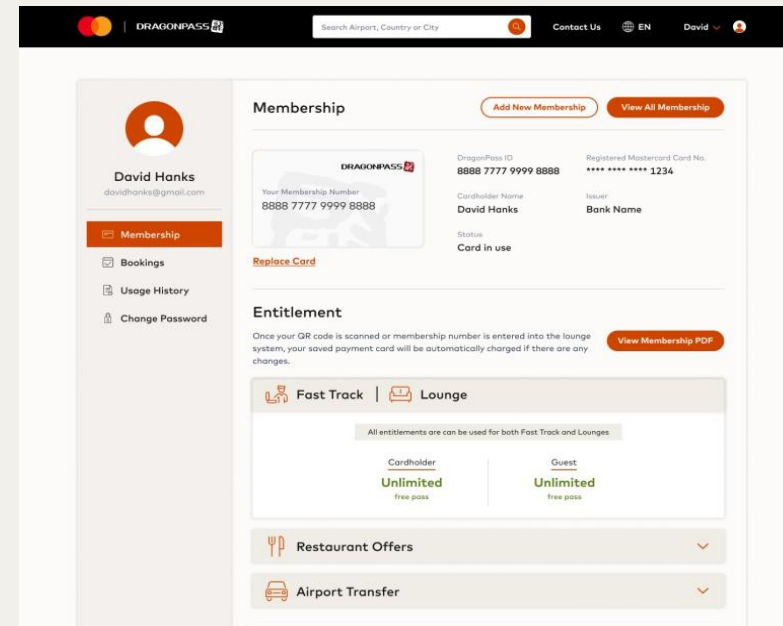 DRAGONPASS
Search Airport, Country or City
Contact Us
EN
David
David Hanks
davidhanks@gmail.com
Membership
Bookings
Usage History
Change Password
Membership
Add New Membership
View All Membership
DRAGONPASS
Your Membership Number
8888 7777 9999 8888
Replace Card
DragonPass ID
8888 7777 9999 8888
Registered Mastercard Card No.
**** **** **** 1234
Cardholder Name
David Hanks
Issuer
Bank Name
Status
Card in use
Entitlement
Once your QR code is scanned or membership number is entered into the lounge
system, your saved payment card will be automatically charged if there are any
changes.
View Membership PDF
Fast Track | Lounge
All entitlements are can be used for both Fast Track and Lounges
Cardholder
Unlimited
free pass
Guest
Unlimited
free pass
Restaurant Offers
Airport Transfer